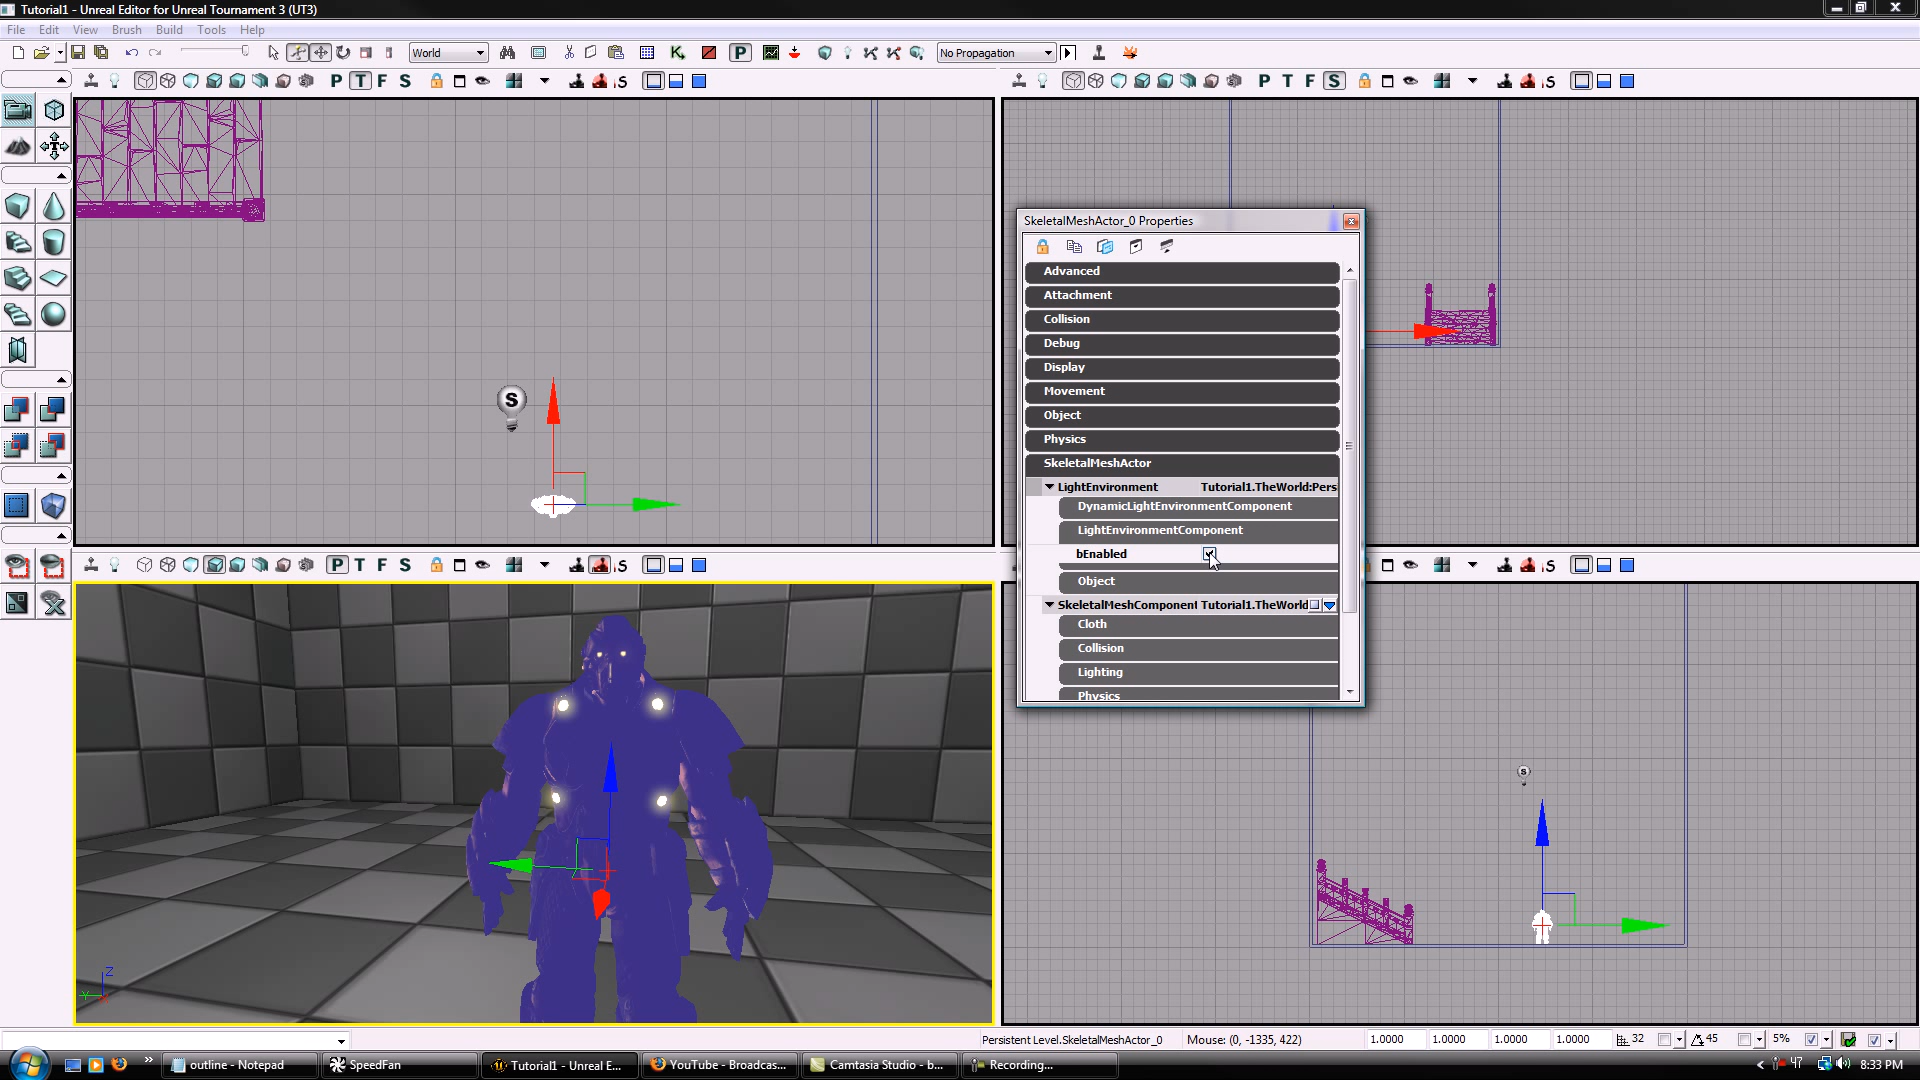 Tutorial1 - Unreal Editor for Unreal Tournament 3 (UT3)
File Edit View Brush Build Tools Help
World
P
No Propagation
P T F S
S
P T F S
S
SkeletalMeshActor_0 Properties
Advanced
Attachment
Collision
Debug
Display
Movement
Object
Physics
SkeletalMeshActor
LightEnvironment Tutorial1.TheWorld:Pers
DynamicLightEnvironmentComponent
LightEnvironmentComponent
bEnabled
Object
SkeletalMeshComponent Tutorial1.TheWorld
Cloth
Collision
Lighting
Physics
S
P T F S
S
S
S
Z
Y
Persistent Level.SkeletalMeshActor_0 Mouse: (0, -1335, 422) 1.0000 1.0000 1.0000 1.0000 32 45 5%
outline - Notepad SpeedFan Tutorial1 - Unreal E... YouTube - Broadcas... Camtasia Studio - b... Recording... 47 8:33 PM